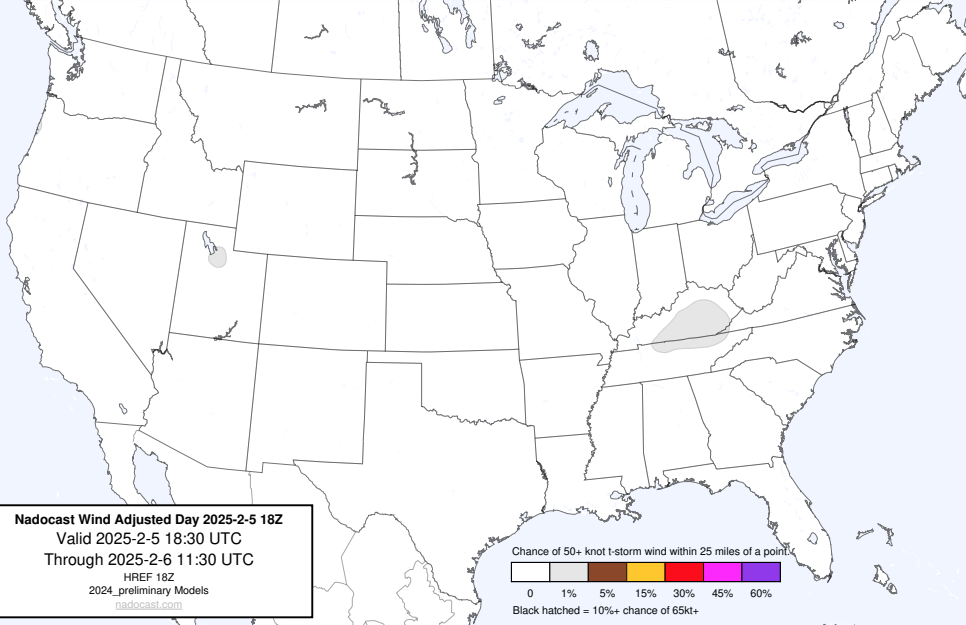 Nadocast Wind Adjusted Day 2025-2-5 18Z
Valid 2025-2-5 18:30 UTC
Through 2025-2-6 11:30 UTC
HREF 18Z
2024_preliminary Models
nadocast.com
Chance of 50+ knot t-storm wind within 25 miles of a point.
0 1% 5% 15% 30% 45% 60%
Black hatched = 10%+ chance of 65kt+